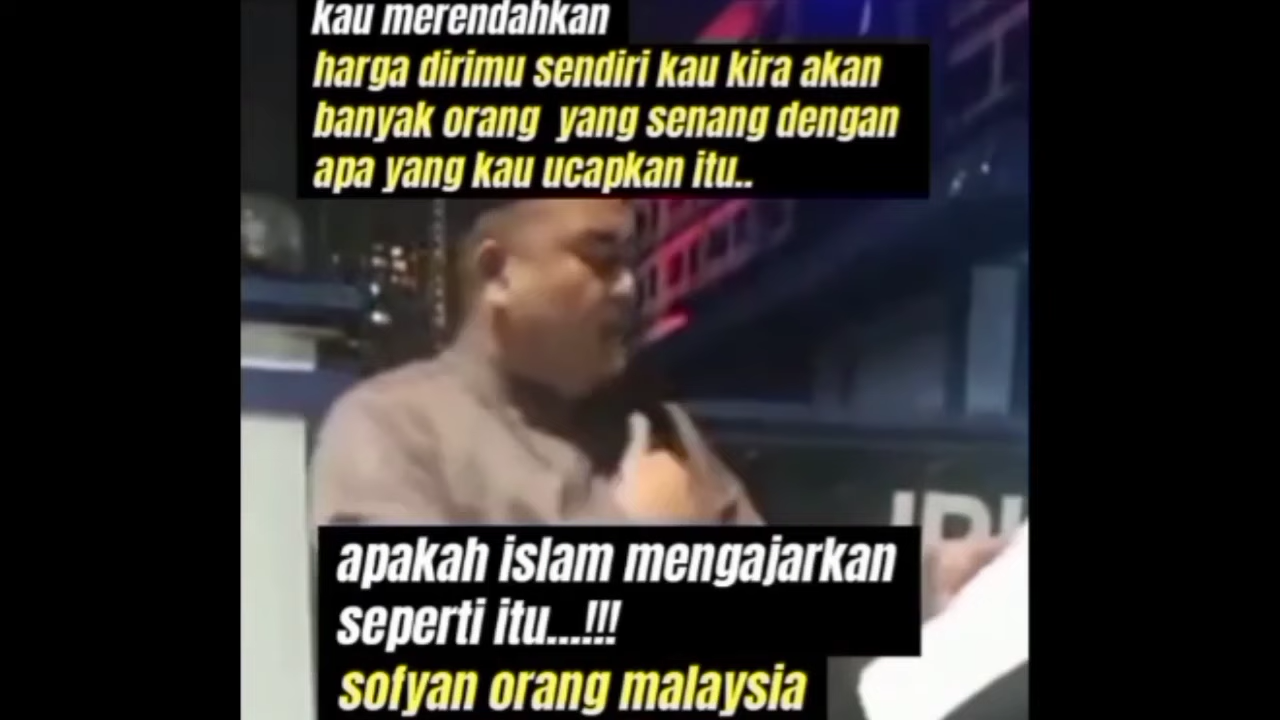 kau merendahkan
harga dirimu sendiri kau kira akan
banyak orang yang senang dengan
apa yang kau ucapkan itu..
apakah islam mengajarkan
seperti itu...!!!
sofyan orang malaysia